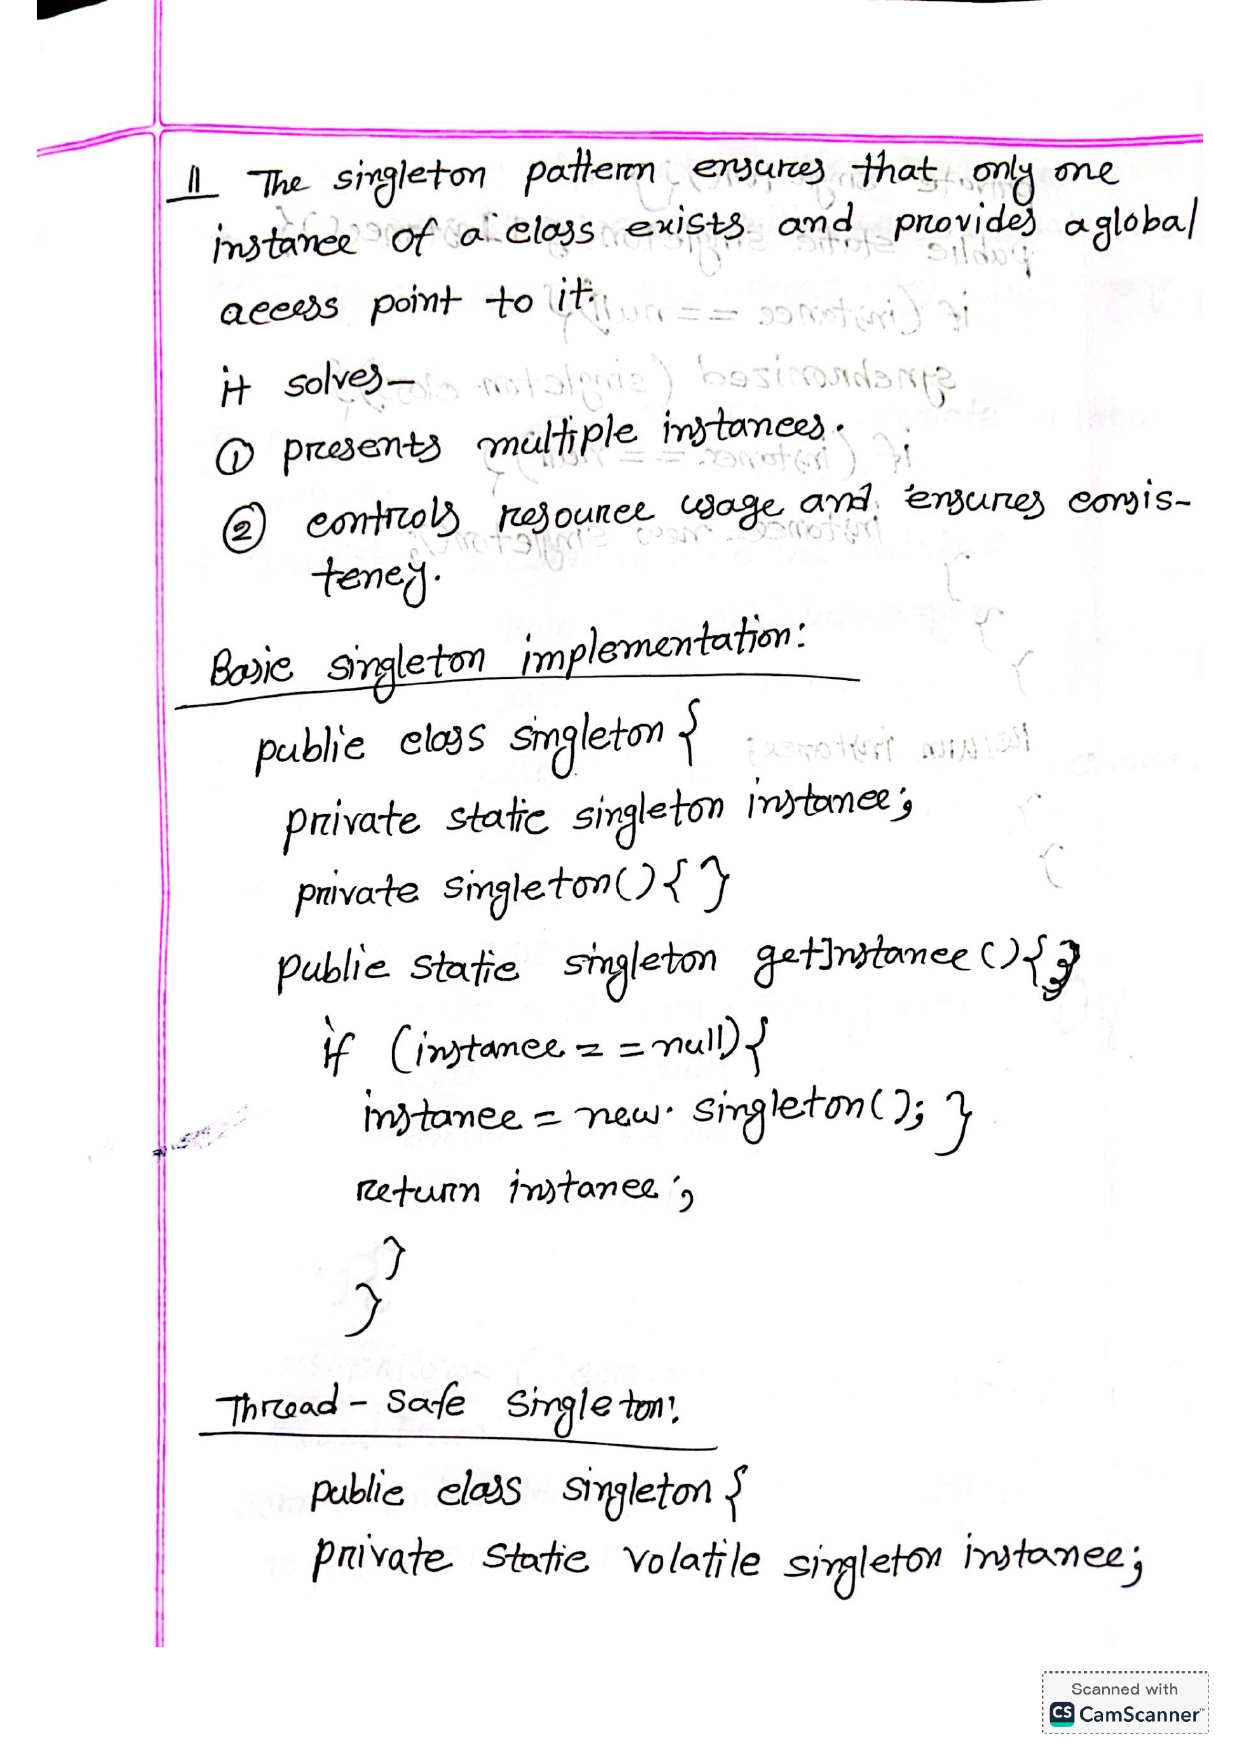 11 The singleton pattern ensures that only one
instance of a class exists and provides a global
access point to it.
it solves—
① presents multiple instances.
② controls resource usage and ensures consis-
tency.
Basic singleton implementation:
public class singleton {
private static singleton instance;
private singleton() { }
public static singleton getInstance() {
if (instance == null) {
instance = new singleton(); }
return instance;
}
}
Thread-safe singleton:
public class singleton {
private static volatile singleton instance;
Scanned with
CS CamScanner